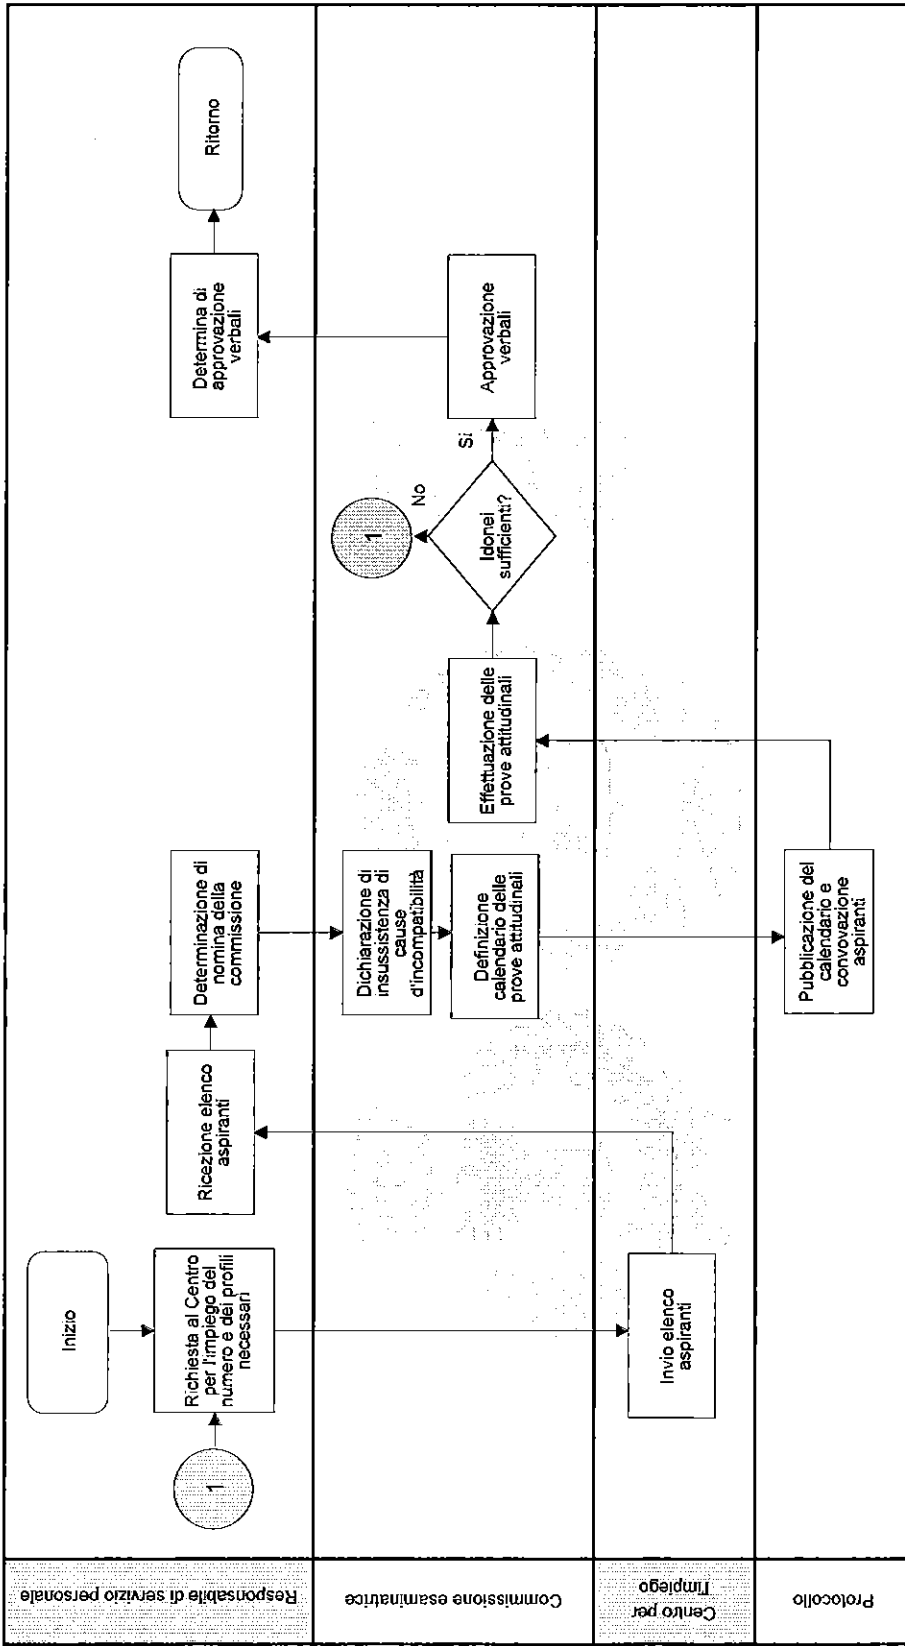 Responsabile di servizio personale
Inizio
1
Richiesta al Centro
per l'impiego del
numero e dei profili
necessari
Ricezione elenco
aspiranti
Determinazione di
nomina della
commissione
Determina di
approvazione
verbali
Ritorno
Commissione esaminatrice
Dichiarazione di
insussistenza di
cause
d'incompatibilità
Definizione
calendario delle
prove attitudinali
Effettuazione delle
prove attitudinali
Idonei
sufficienti?
No
1
Si
Approvazione
verbali
Centro per
l'impiego
Invio elenco
aspiranti
Protocollo
Pubblicazione del
calendario e
convovazione
aspiranti